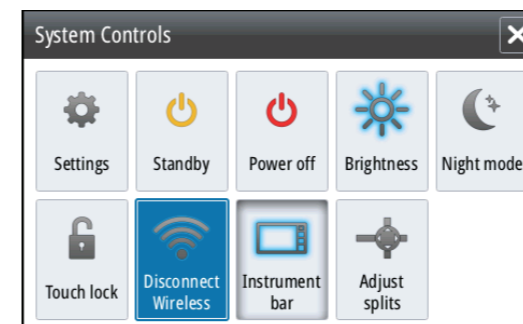 System Controls
Settings
Standby
Power off
Brightness
Night mode
Touch lock
Disconnect
Wireless
Instrument
bar
Adjust
splits